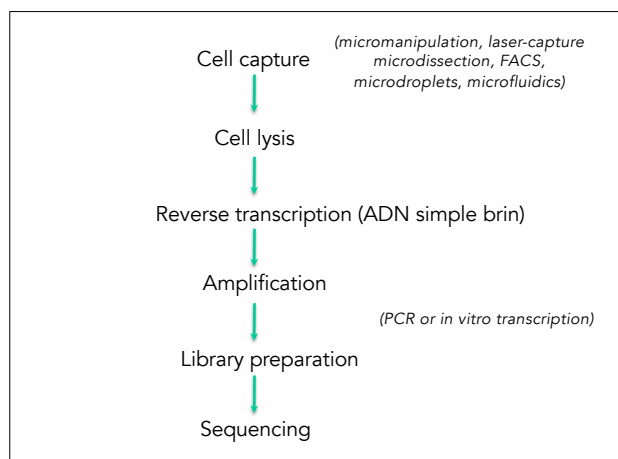 Cell capture
(micromanipulation, laser-capture
microdissection, FACS,
microdroplets, microfluidics)
Cell lysis
Reverse transcription (ADN simple brin)
Amplification
(PCR or in vitro transcription)
Library preparation
Sequencing